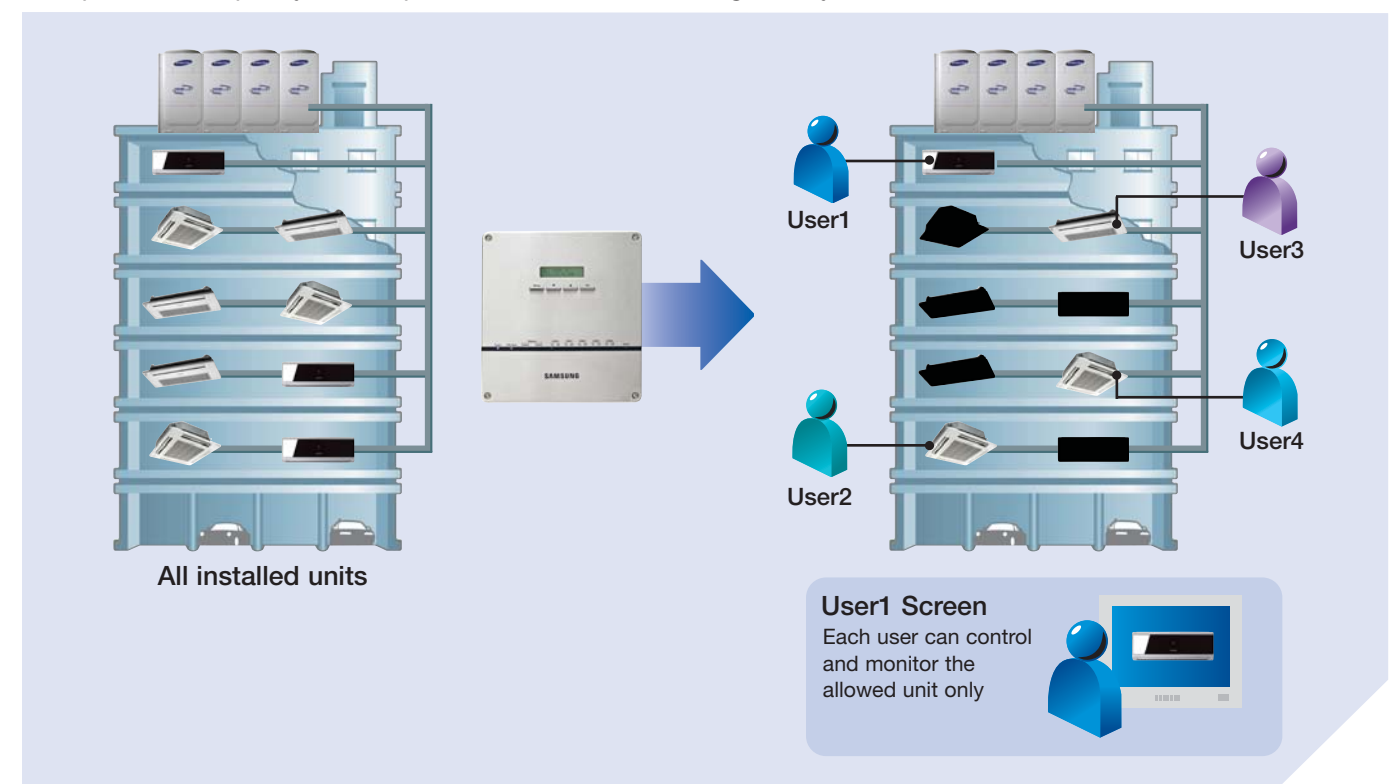 User1
User3
SAMSUNG
User4
User2
All installed units
User1 Screen
Each user can control
and monitor the
allowed unit only